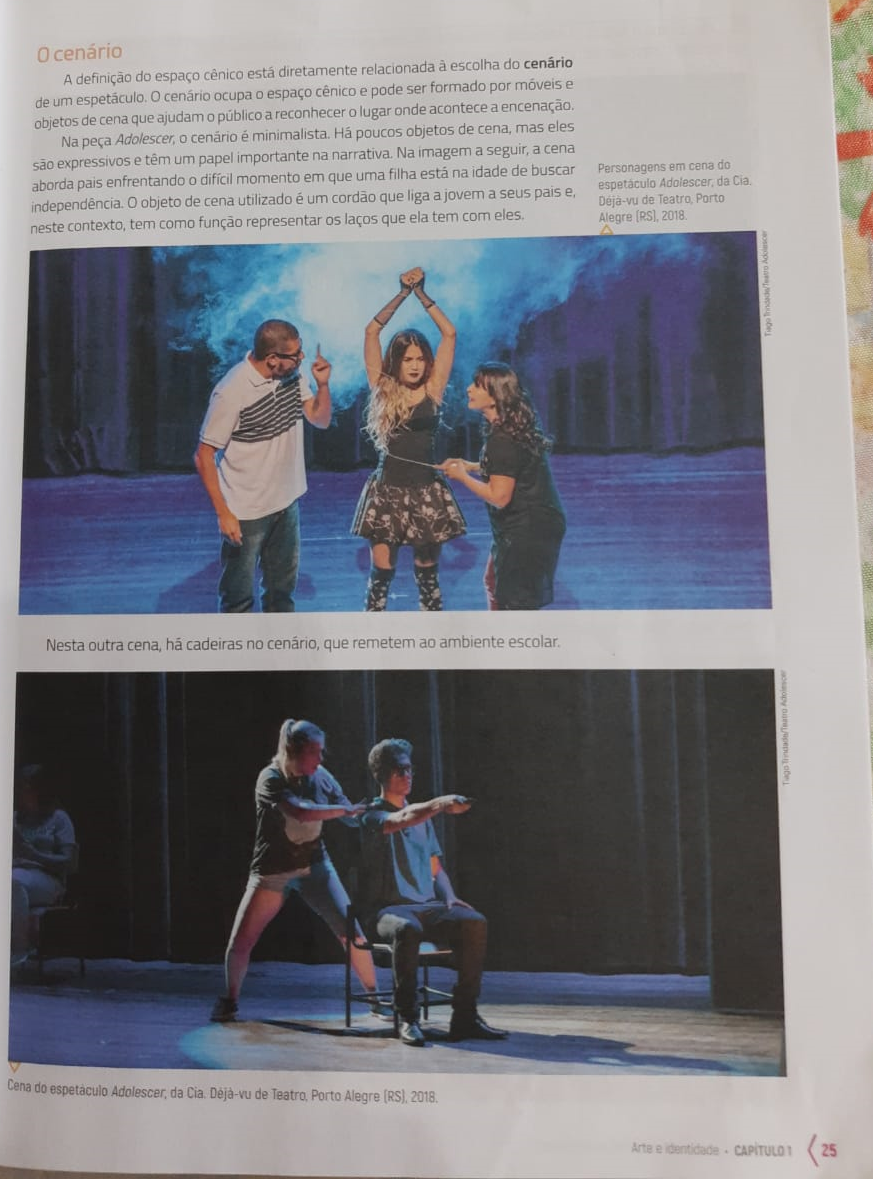 O cenário
A definição do espaço cênico está diretamente relacionada à escolha do cenário
de um espetáculo. O cenário ocupa o espaço cênico e pode ser formado por móveis e
objetos de cena que ajudam o público a reconhecer o lugar onde acontece a encenação.
Na peça Adolescer, o cenário é minimalista. Há poucos objetos de cena, mas eles
são expressivos e têm um papel importante na narrativa. Na imagem a seguir, a cena
aborda pais enfrentando o difícil momento em que uma filha está na idade de buscar
independência. O objeto de cena utilizado é um cordão que liga a jovem a seus pais e,
neste contexto, tem como função representar os laços que ela tem com eles.
Personagens em cena do
espetáculo Adolescer, da Cia.
Déjà-vu de Teatro, Porto
Alegre (RS), 2018.
Tiago Trindade/Teatro Adolescer
Nesta outra cena, há cadeiras no cenário, que remetem ao ambiente escolar.
Tiago Trindade/Teatro Adolescer
Cena do espetáculo Adolescer, da Cia. Déjà-vu de Teatro, Porto Alegre (RS), 2018.
Arte e identidade - CAPÍTULO 1 25